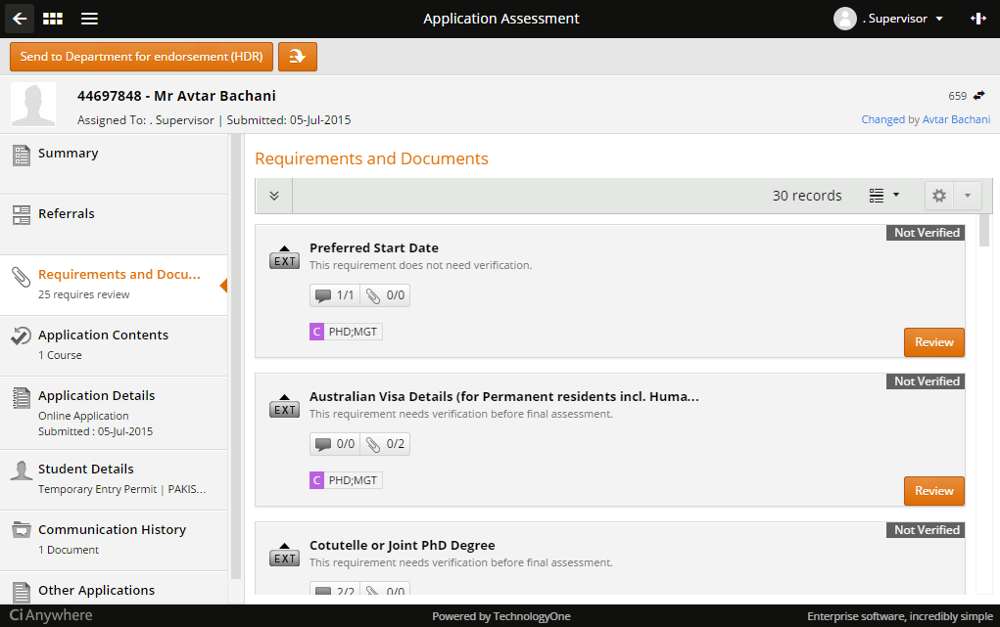 Application Assessment
. Supervisor
Send to Department for endorsement (HDR)
44697848 - Mr Avtar Bachani
659
Assigned To: . Supervisor | Submitted: 05-Jul-2015
Changed by Avtar Bachani
Summary
Referrals
Requirements and Docu...
25 requires review
Application Contents
1 Course
Application Details
Online Application
Submitted : 05-Jul-2015
Student Details
Temporary Entry Permit | PAKIS...
Communication History
1 Document
Other Applications
Requirements and Documents
30 records
Not Verified
EXT
Preferred Start Date
This requirement does not need verification.
1/1 0/0
C PHD;MGT
Review
Not Verified
EXT
Australian Visa Details (for Permanent residents incl. Huma...
This requirement needs verification before final assessment.
0/0 0/2
C PHD;MGT
Review
Not Verified
EXT
Cotutelle or Joint PhD Degree
This requirement needs verification before final assessment.
2/2 0/0
Ci Anywhere
Powered by TechnologyOne
Enterprise software, incredibly simple